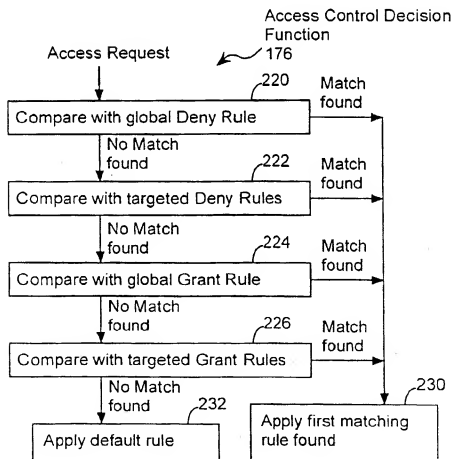 Access Control Decision
Function
176
Access Request
220
Match
found
Compare with global Deny Rule
No Match
found
222
Match
found
Compare with targeted Deny Rules
No Match
found
224
Match
found
Compare with global Grant Rule
No Match
found
226
Match
found
Compare with targeted Grant Rules
No Match
found
232
230
Apply default rule
Apply first matching
rule found